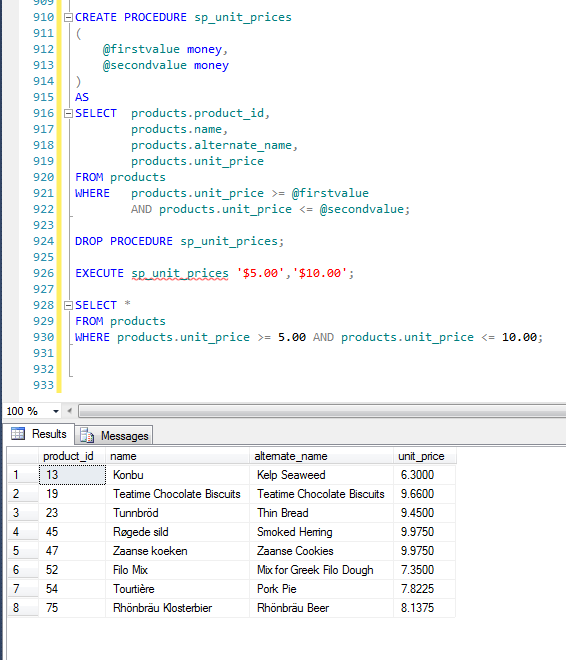 909
910 CREATE PROCEDURE sp_unit_prices
911 (
912 @firstvalue money,
913 @secondvalue money
914 )
915 AS
916 SELECT products.product_id,
917 products.name,
918 products.alternate_name,
919 products.unit_price
920 FROM products
921 WHERE products.unit_price >= @firstvalue
922 AND products.unit_price <= @secondvalue;
923
924 DROP PROCEDURE sp_unit_prices;
925
926 EXECUTE sp_unit_prices '$5.00','$10.00';
927
928 SELECT *
929 FROM products
930 WHERE products.unit_price >= 5.00 AND products.unit_price <= 10.00;
931
932
933
100 %
Results Messages
product_id name alternate_name unit_price
1 13 Konbu Kelp Seaweed 6.3000
2 19 Teatime Chocolate Biscuits Teatime Chocolate Biscuits 9.6600
3 23 Tunnbröd Thin Bread 9.4500
4 45 Røgede sild Smoked Herring 9.9750
5 47 Zaanse koeken Zaanse Cookies 9.9750
6 52 Filo Mix Mix for Greek Filo Dough 7.3500
7 54 Tourtière Pork Pie 7.8225
8 75 Rhönbräu Klosterbier Rhönbräu Beer 8.1375